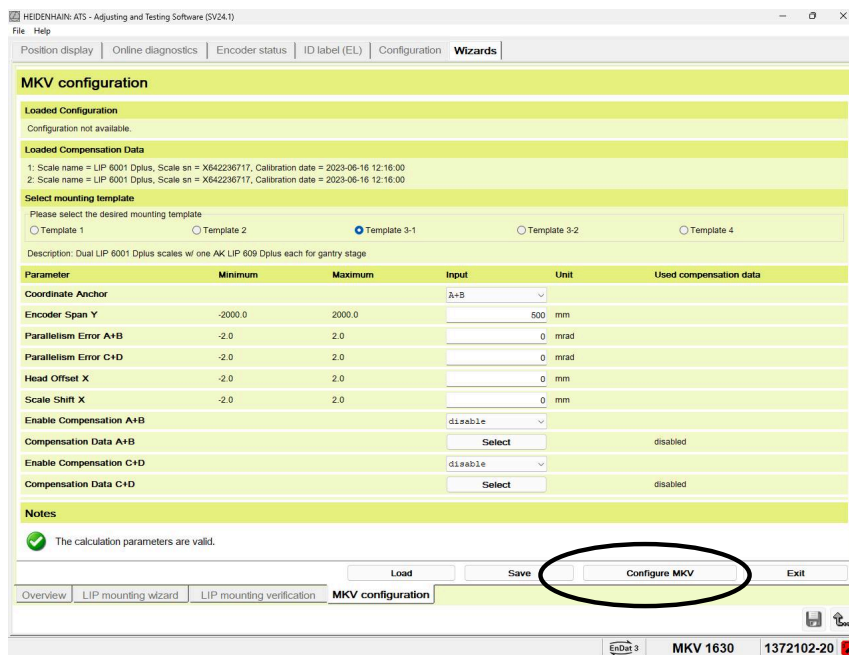 HEIDENHAIN: ATS - Adjusting and Testing Software (SV24.1)
File Help
Position display Online diagnostics Encoder status ID label (EL) Configuration Wizards
MKV configuration
Loaded Configuration
Configuration not available.
Loaded Compensation Data
1: Scale name = LIP 6001 Dplus, Scale sn = X642236717, Calibration date = 2023-06-16 12:16:00
2: Scale name = LIP 6001 Dplus, Scale sn = X642236717, Calibration date = 2023-06-16 12:16:00
Select mounting template
Please select the desired mounting template
Template 1 Template 2 Template 3-1 Template 3-2 Template 4
Description: Dual LIP 6001 Dplus scales w/ one AK LIP 609 Dplus each for gantry stage
Parameter Minimum Maximum Input Unit Used compensation data
Coordinate Anchor A+B
Encoder Span Y -2000.0 2000.0 500 mm
Parallelism Error A+B -2.0 2.0 0 mrad
Parallelism Error C+D -2.0 2.0 0 mrad
Head Offset X -2.0 2.0 0 mm
Scale Shift X -2.0 2.0 0 mm
Enable Compensation A+B disable
Compensation Data A+B Select disabled
Enable Compensation C+D disable
Compensation Data C+D Select disabled
Notes
The calculation parameters are valid.
Load Save Configure MKV Exit
Overview LIP mounting wizard LIP mounting verification MKV configuration
EnDat 3 MKV 1630 1372102-20